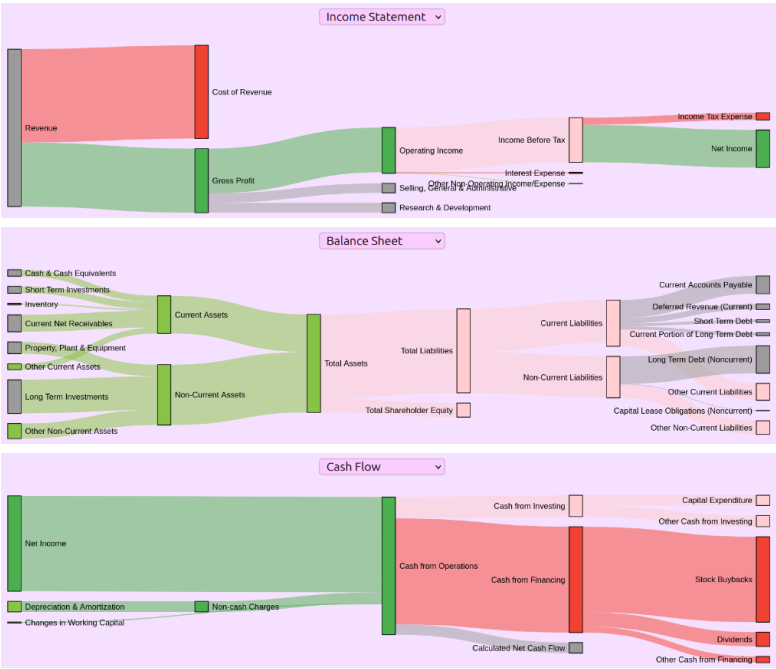 Income Statement
Cost of Revenue
Income Tax Expense
Revenue
Income Before Tax
Operating Income
Net Income
Interest Expense
Gross Profit
Other Non-Operating Income/Expense
Selling, General & Administrative
Research & Development
Balance Sheet
Cash & Cash Equivalents
Current Accounts Payable
Short Term Investments
Inventory
Deferred Revenue (Current)
Current Assets
Current Liabilities
Short Term Debt
Current Net Receivables
Current Portion of Long Term Debt
Property, Plant & Equipment
Total Liabilities
Long Term Debt (Noncurrent)
Total Assets
Other Current Assets
Non-Current Liabilities
Non-Current Assets
Other Current Liabilities
Long Term Investments
Total Shareholder Equity
Capital Lease Obligations (Noncurrent)
Other Non-Current Assets
Other Non-Current Liabilities
Cash Flow
Capital Expenditure
Cash from Investing
Other Cash from Investing
Net Income
Cash from Operations
Cash from Financing
Stock Buybacks
Depreciation & Amortization
Non-cash Charges
Changes in Working Capital
Dividends
Calculated Net Cash Flow
Other Cash from Financing